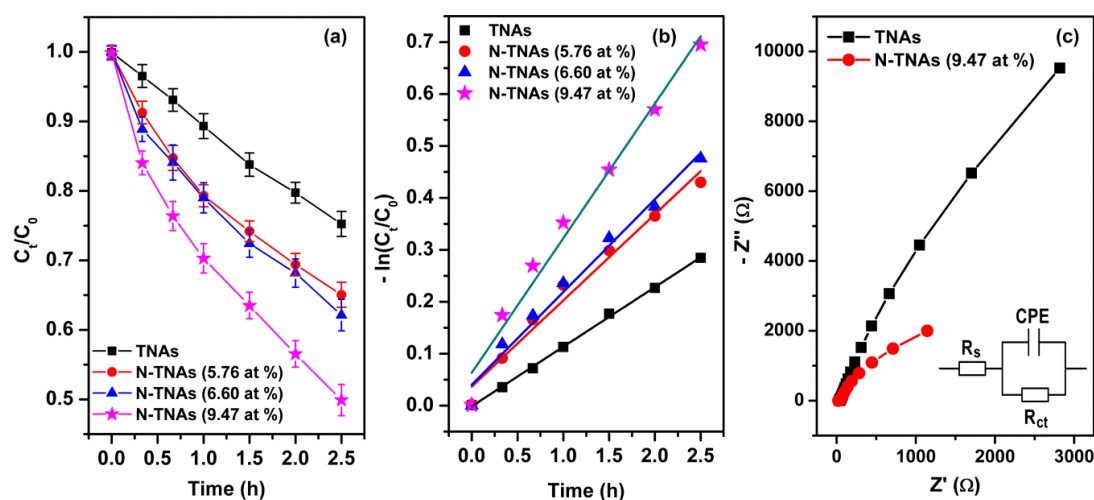 (a)
1.0
0.9
0.8
0.7
0.6
0.5
Cₜ/C₀
TNAs
N-TNAs (5.76 at %)
N-TNAs (6.60 at %)
N-TNAs (9.47 at %)
0.0 0.5 1.0 1.5 2.0 2.5
Time (h)
(b)
TNAs
N-TNAs (5.76 at %)
N-TNAs (6.60 at %)
N-TNAs (9.47 at %)
0.7
0.6
0.5
0.4
0.3
0.2
0.1
0.0
- ln(Cₜ/C₀)
0.0 0.5 1.0 1.5 2.0 2.5
Time (h)
(c)
TNAs
N-TNAs (9.47 at %)
10000
8000
6000
4000
2000
0
- Z'' (Ω)
CPE
Rₛ
R_ct
0 1000 2000 3000
Z' (Ω)